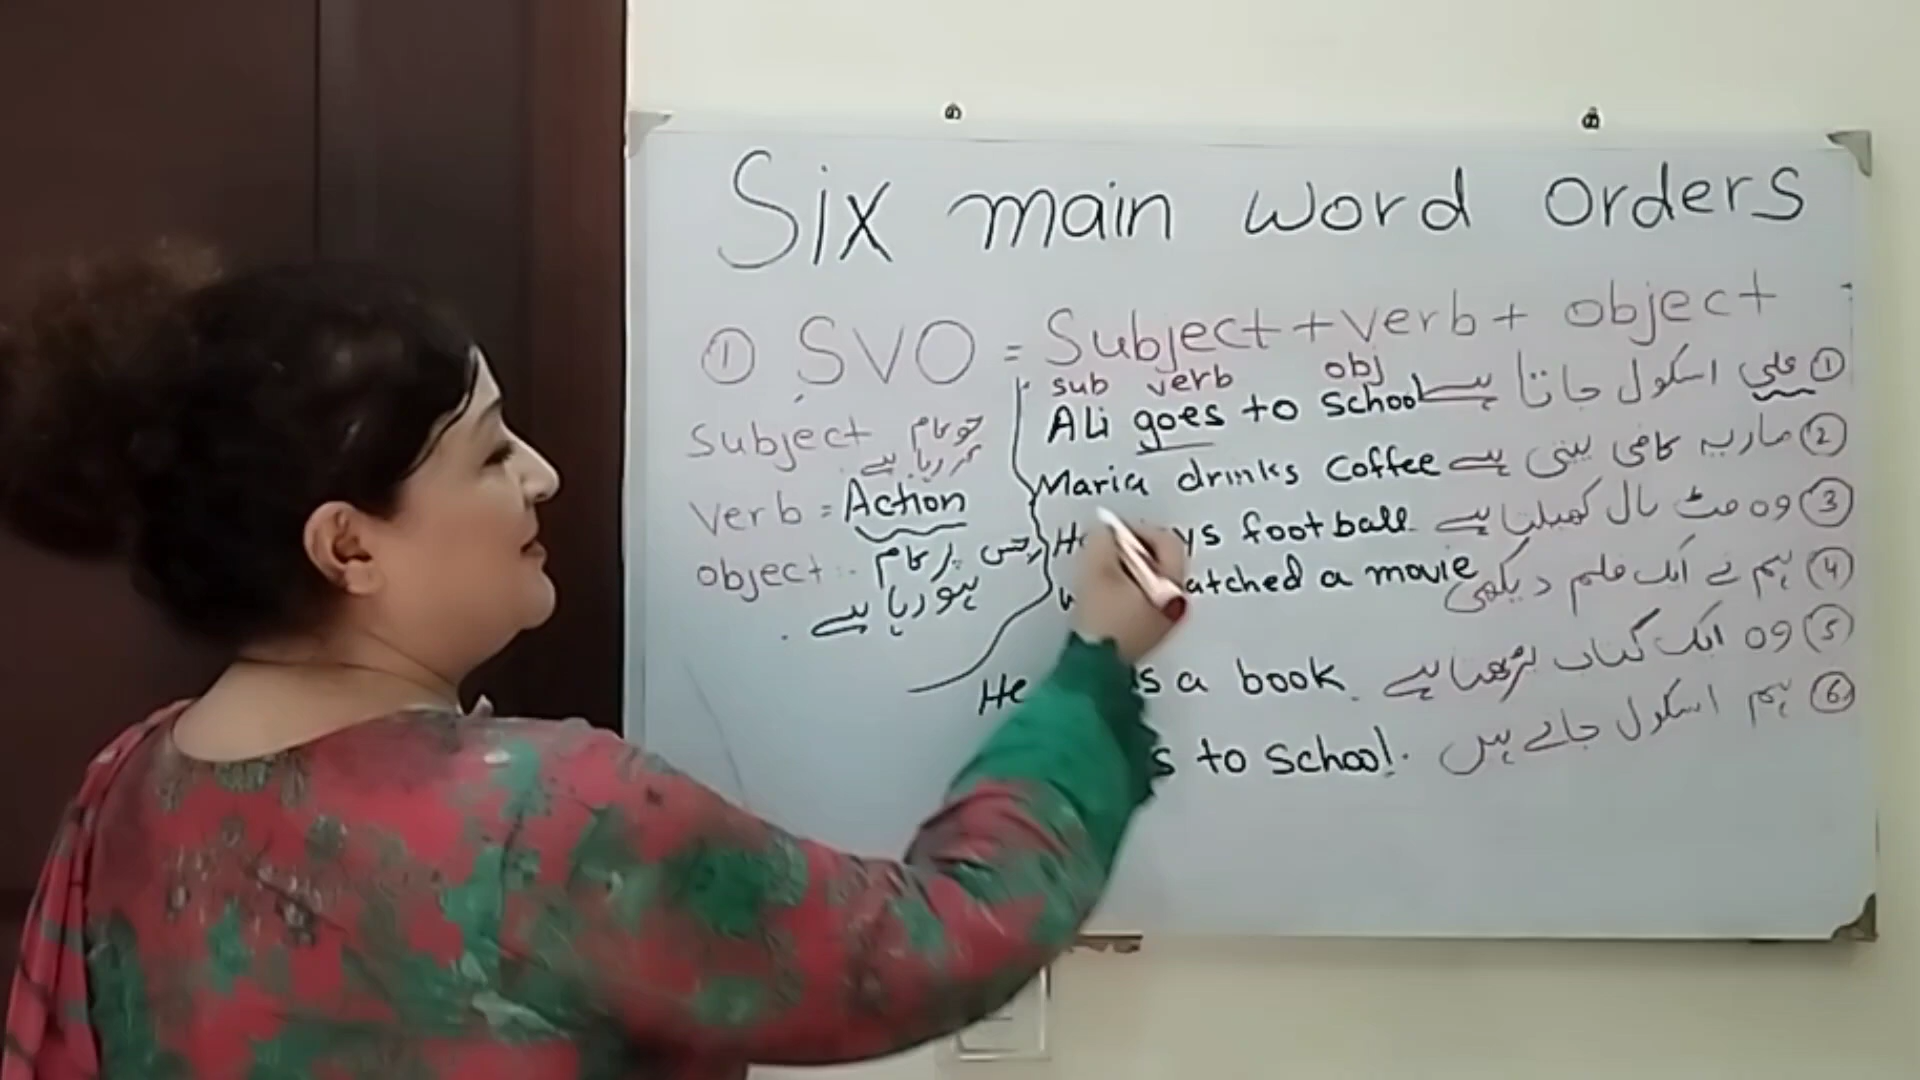 Six main word orders
① SVO = Subject + verb + object
sub verb obj
Ali goes to school علی اسکول جاتا ہے ①
Subject جو کام
کر رہا ہے
Maria drinks coffee ماریہ کافی پیتی ہے ②
verb = Action
football وہ فٹ بال کھیلتا ہے ③
object جس پر کام
ہو رہا ہے
a movie ہم نے ایک فلم دیکھی ④
He a book. وہ ایک کتاب پڑھتا ہے ⑤
to school. ہم اسکول جاتے ہیں ⑥